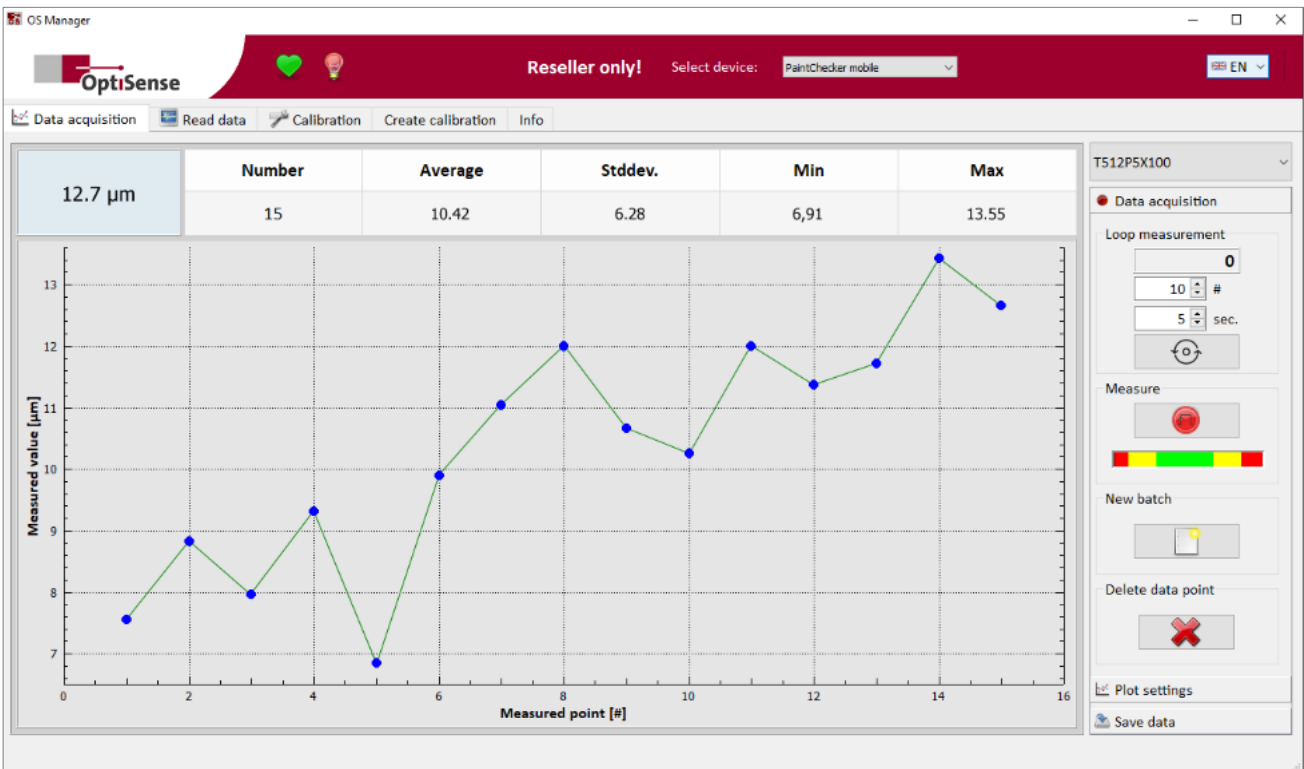 OS Manager
OptiSense
Reseller only! Select device: PaintChecker mobile EN
Data acquisition Read data Calibration Create calibration Info
12.7 µm
Number Average Stddev. Min Max
15 10.42 6.28 6,91 13.55
T512P5X100
Data acquisition
Loop measurement
0
10 #
5 sec.
Measure
New batch
Delete data point
Plot settings
Save data
Measured value [µm]
13
12
11
10
9
8
7
0 2 4 6 8 10 12 14 16
Measured point [#]